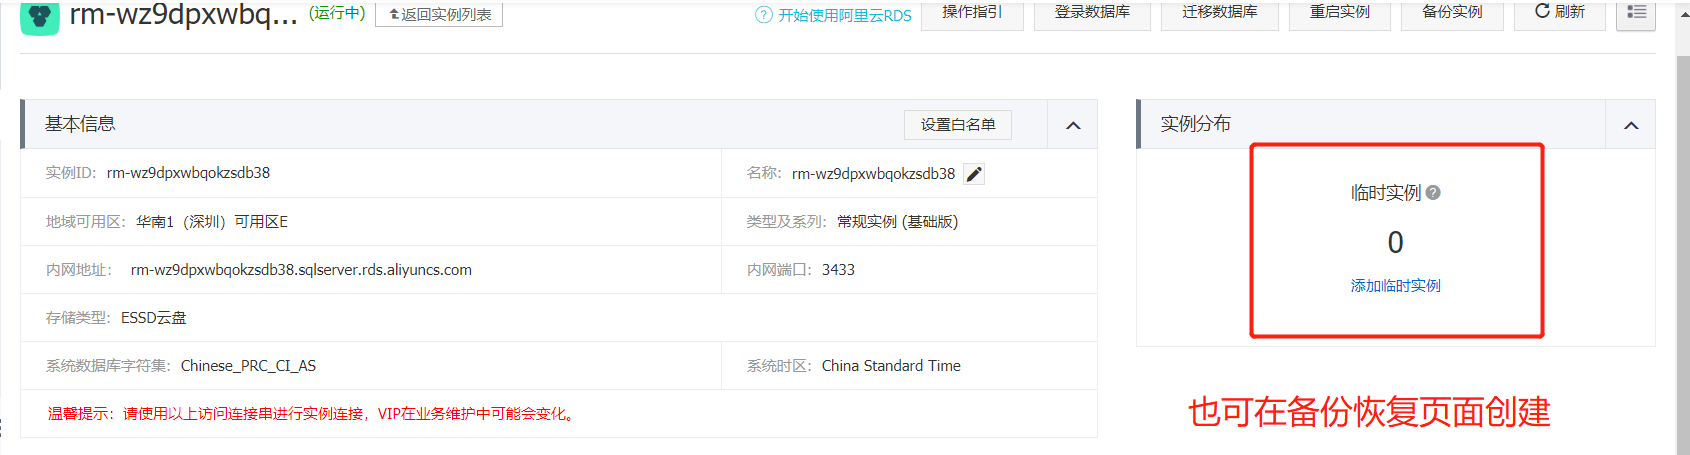 rm-wz9dpxwbq... (运行中) 返回实例列表 开始使用阿里云RDS 操作指引 登录数据库 迁移数据库 重启实例 备份实例 刷新
基本信息 设置白名单
实例ID: rm-wz9dpxwbqokzsdb38 名称: rm-wz9dpxwbqokzsdb38
地域可用区: 华南1（深圳）可用区E 类型及系列: 常规实例 (基础版)
内网地址: rm-wz9dpxwbqokzsdb38.sqlserver.rds.aliyuncs.com 内网端口: 3433
存储类型: ESSD云盘
系统数据库字符集: Chinese_PRC_CI_AS 系统时区: China Standard Time
温馨提示: 请使用以上访问连接串进行实例连接，VIP在业务维护中可能会变化。
实例分布
临时实例
0
添加临时实例
也可在备份恢复页面创建